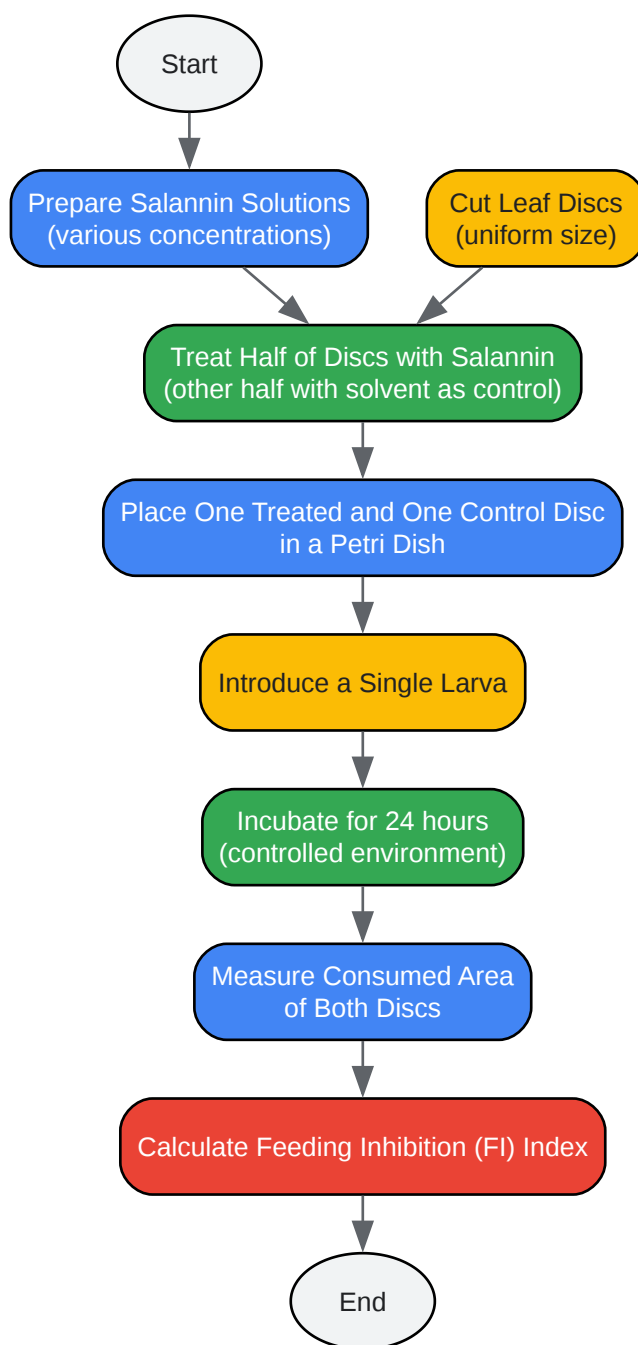 Start
Prepare Salannin Solutions
(various concentrations)
Cut Leaf Discs
(uniform size)
Treat Half of Discs with Salannin
(other half with solvent as control)
Place One Treated and One Control Disc
in a Petri Dish
Introduce a Single Larva
Incubate for 24 hours
(controlled environment)
Measure Consumed Area
of Both Discs
Calculate Feeding Inhibition (FI) Index
End